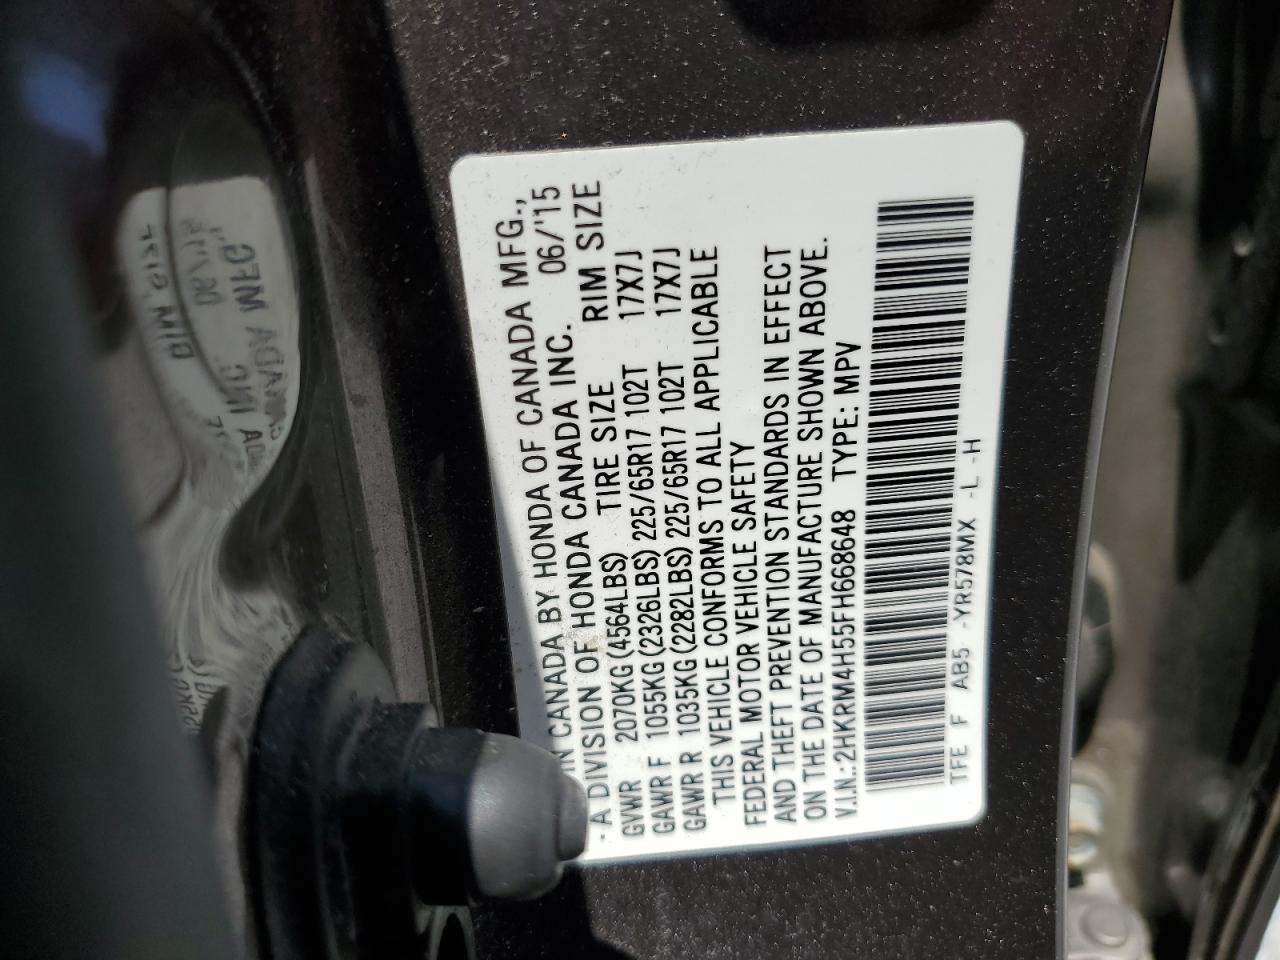 N CANADA BY HONDA OF CANADA MFG.,
- A DIVISION OF HONDA CANADA INC. 06/'15
GVWR 2070KG (4564LBS) TIRE SIZE RIM SIZE
GAWR F 1055KG (2326LBS) 225/65R17 102T 17X7J
GAWR R 1035KG (2282LBS) 225/65R17 102T 17X7J
THIS VEHICLE CONFORMS TO ALL APPLICABLE
FEDERAL MOTOR VEHICLE SAFETY
AND THEFT PREVENTION STANDARDS IN EFFECT
ON THE DATE OF MANUFACTURE SHOWN ABOVE.
V.I.N.:2HKRM4H55FH668648 TYPE: MPV
TFE F AB5 -YR578MX -L -H